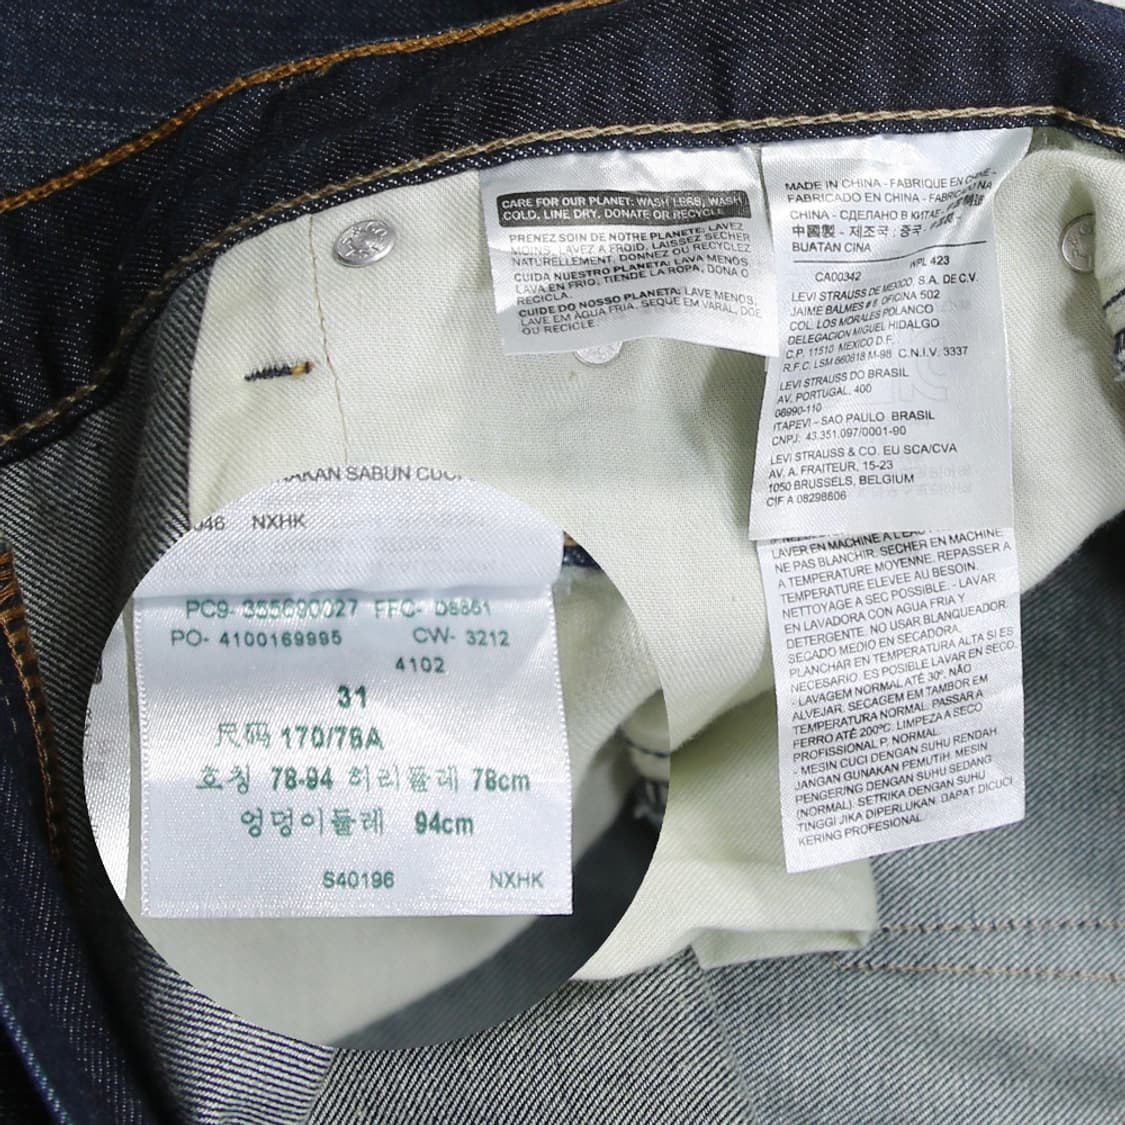 CARE FOR OUR PLANET: WASH LESS, WASH
COLD, LINE DRY, DONATE OR RECYCLE
PRENEZ SOIN DE NOTRE PLANETE: LAVEZ
MOINS, LAVEZ A FROID, LAISSEZ SECHER
NATURELLEMENT, DONNEZ OU RECYCLEZ
CUIDA NUESTRO PLANETA: LAVA MENOS,
LAVA EN FRIO, TIENDE LA ROPA, DONA O
RECICLA.
CUIDE DO NOSSO PLANETA: LAVE MENOS,
LAVE EM AGUA FRIA, SEQUE EM VARAL, DOE
OU RECICLE.
MADE IN CHINA - FABRIQUE EN CHINE -
FABRICADO EN CHINA - FABRICADO NA
CHINA - СДЕЛАНО В КИТАЕ -
中國製 - 제조국 : 중국 -
BUATAN CINA
WPL 423
CA00342
LEVI STRAUSS DE MEXICO, S.A. DE C.V.
JAIME BALMES # 8 OFICINA 502
COL. LOS MORALES POLANCO
DELEGACION MIGUEL HIDALGO
C.P. 11510 MEXICO D.F.
R.F.C. LSM 660818 M-98 C.N.I.V. 3337
LEVI STRAUSS DO BRASIL
AV. PORTUGAL, 400
06990-110
ITAPEVI - SAO PAULO BRASIL
CNPJ: 43.351.097/0001-90
LEVI STRAUSS & CO. EU SCA/CVA
AV. A. FRAITEUR, 15-23
1050 BRUSSELS, BELGIUM
CIF A 08298806
LAVER EN MACHINE A L'EAU
NE PAS BLANCHIR. SECHER EN MACHINE
A TEMPERATURE MOYENNE. REPASSER A
TEMPERATURE ELEVEE AU BESOIN.
NETTOYAGE A SEC POSSIBLE. - LAVAR
EN LAVADORA CON AGUA FRIA Y
DETERGENTE. NO USAR BLANQUEADOR.
SECADO MEDIO EN SECADORA.
PLANCHAR EN TEMPERATURA ALTA SI ES
NECESARIO. ES POSIBLE LAVAR EN SECO.
- LAVAGEM NORMAL ATÉ 30º. NÃO
ALVEJAR. SECAGEM EM TAMBOR EM
TEMPERATURA NORMAL. PASSAR A
FERRO ATÉ 200ºC. LIMPEZA A SECO
PROFISSIONAL P, NORMAL.
- MESIN CUCI DENGAN SUHU RENDAH.
JANGAN GUNAKAN PEMUTIH. MESIN
PENGERING DENGAN SUHU SEDANG
(NORMAL). SETRIKA DENGAN SUHU
TINGGI JIKA DIPERLUKAN. DAPAT DICUCI
KERING PROFESIONAL.
SABUN
NXHK
PC9- 355690027 FFC- D8861
PO- 4100169995 CW- 3212
4102
31
尺码 170/78A
호칭 78-94 허리둘레 78cm
엉덩이둘레 94cm
S40196 NXHK